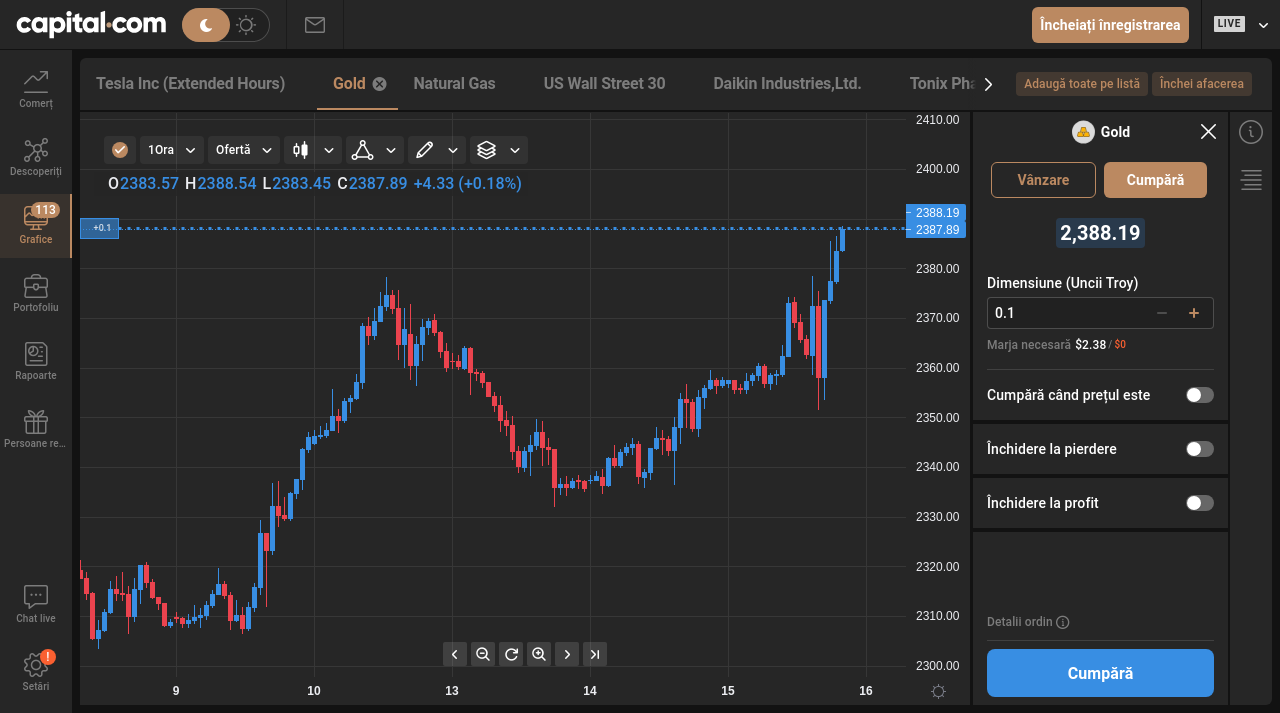 capital.com
Încheiați înregistrarea
LIVE
Comerț
Descoperiți
113
Grafice
Portofoliu
Rapoarte
Persoane re...
Chat live
!
Setări
Tesla Inc (Extended Hours)
Gold
Natural Gas
US Wall Street 30
Daikin Industries,Ltd.
Tonix Pha
Adaugă toate pe listă
Închei afacerea
1Ora
Ofertă
O2383.57 H2388.54 L2383.45 C2387.89 +4.33 (+0.18%)
+0.1
2410.00
2400.00
2388.19
2387.89
2380.00
2370.00
2360.00
2350.00
2340.00
2330.00
2320.00
2310.00
2300.00
9 10 13 14 15 16
Gold
Vânzare
Cumpără
2,388.19
Dimensiune (Uncii Troy)
0.1
Marja necesară $2.38 / $0
Cumpără când prețul este
Închidere la pierdere
Închidere la profit
Detalii ordin
Cumpără